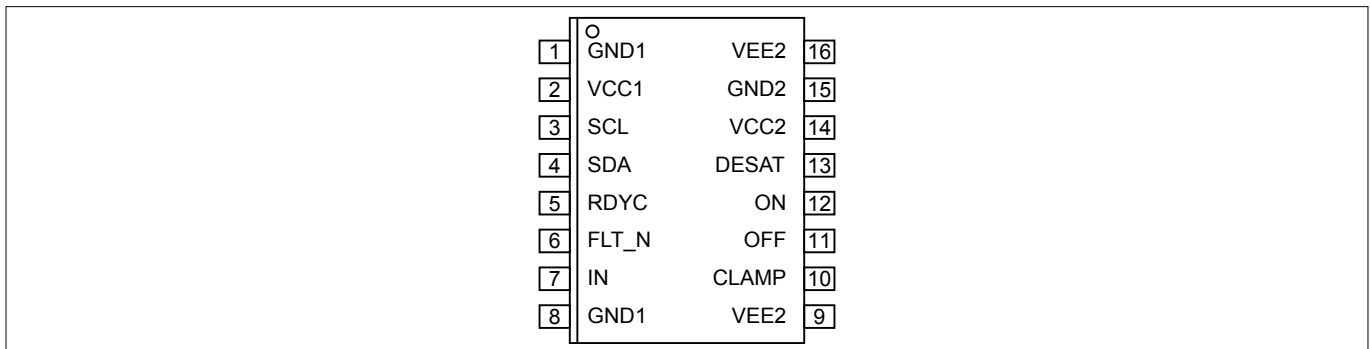 1 GND1 VEE2 16
2 VCC1 GND2 15
3 SCL VCC2 14
4 SDA DESAT 13
5 RDYC ON 12
6 FLT_N OFF 11
7 IN CLAMP 10
8 GND1 VEE2 9